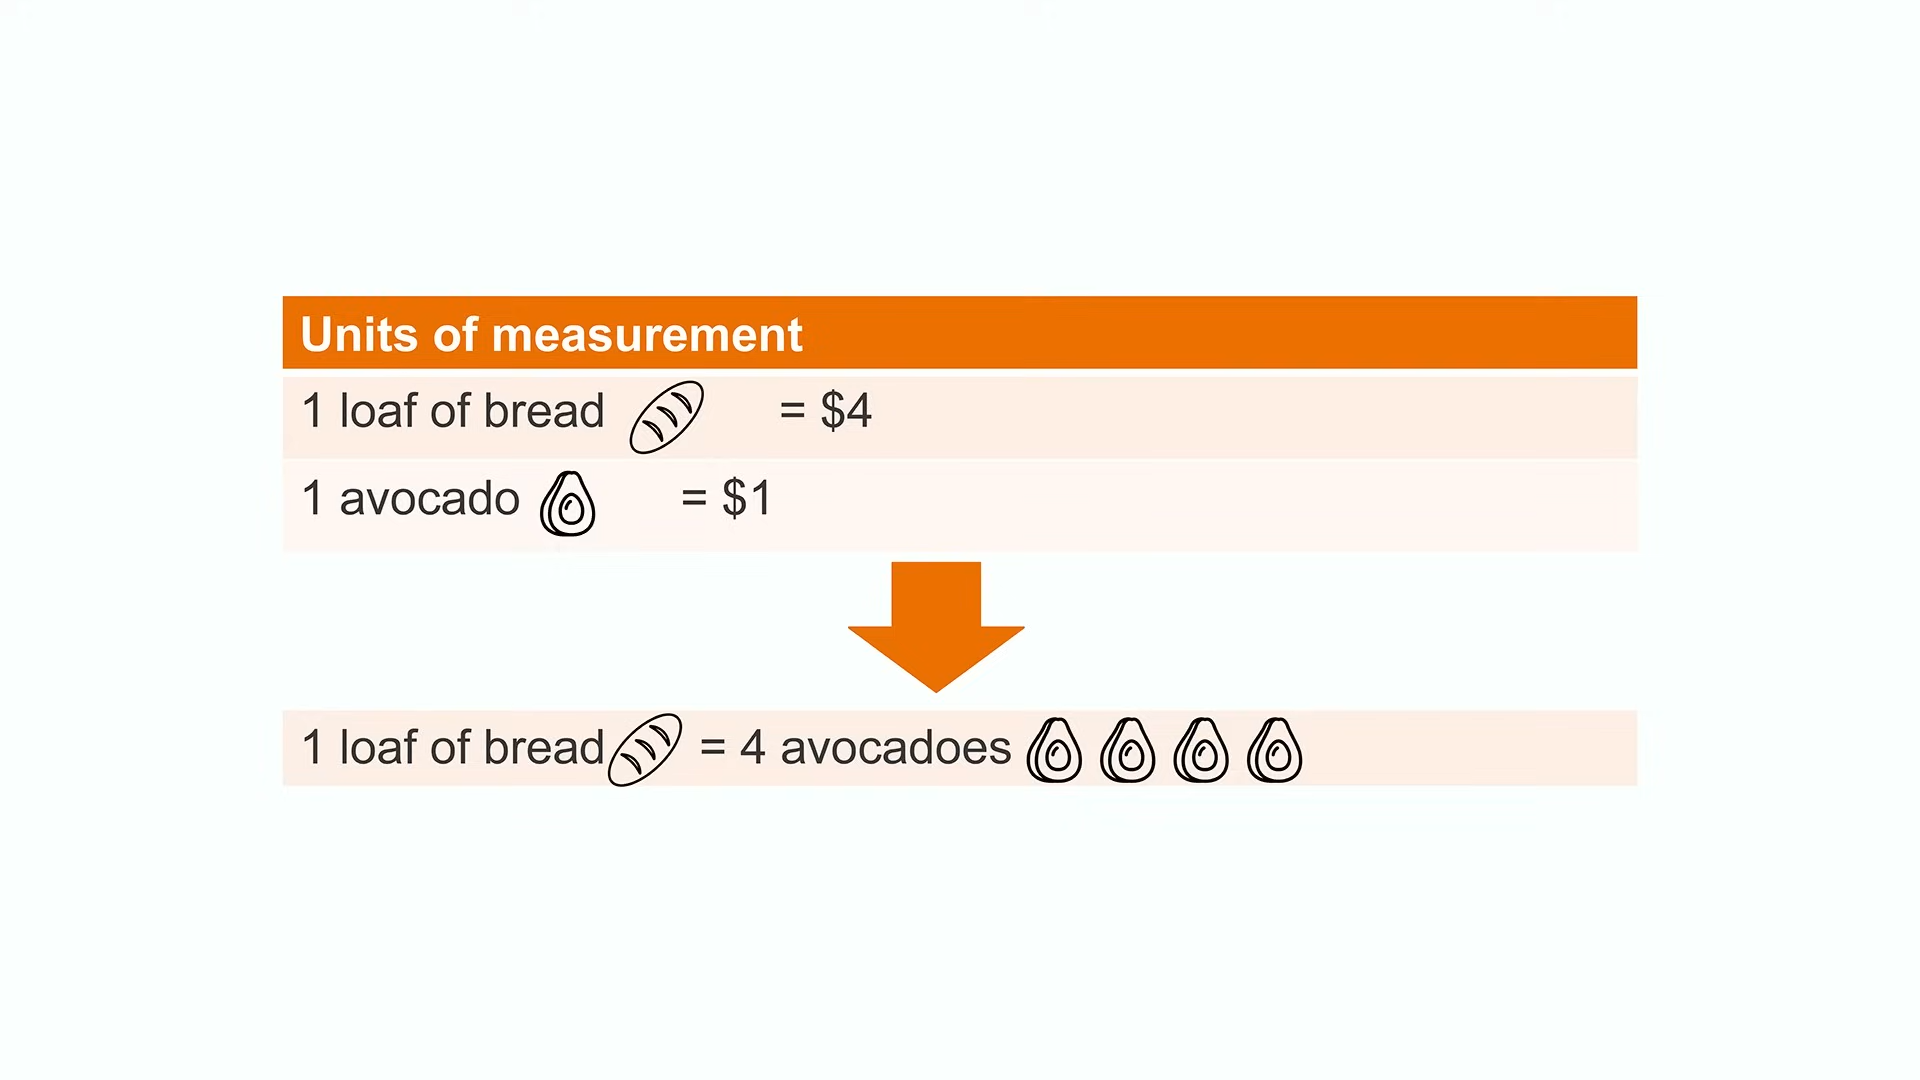 Units of measurement
1 loaf of bread = $4
1 avocado = $1
1 loaf of bread = 4 avocadoes